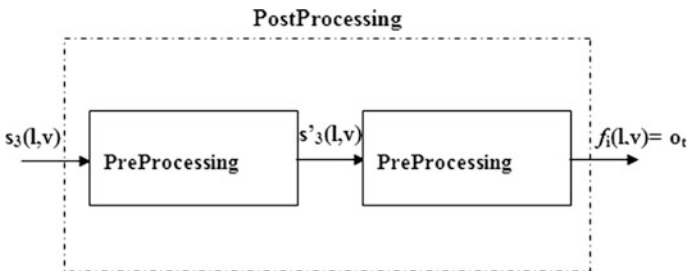 PostProcessing
s₃(l,v)
PreProcessing
s'₃(l,v)
PreProcessing
fᵢ(l.v)= oₜ